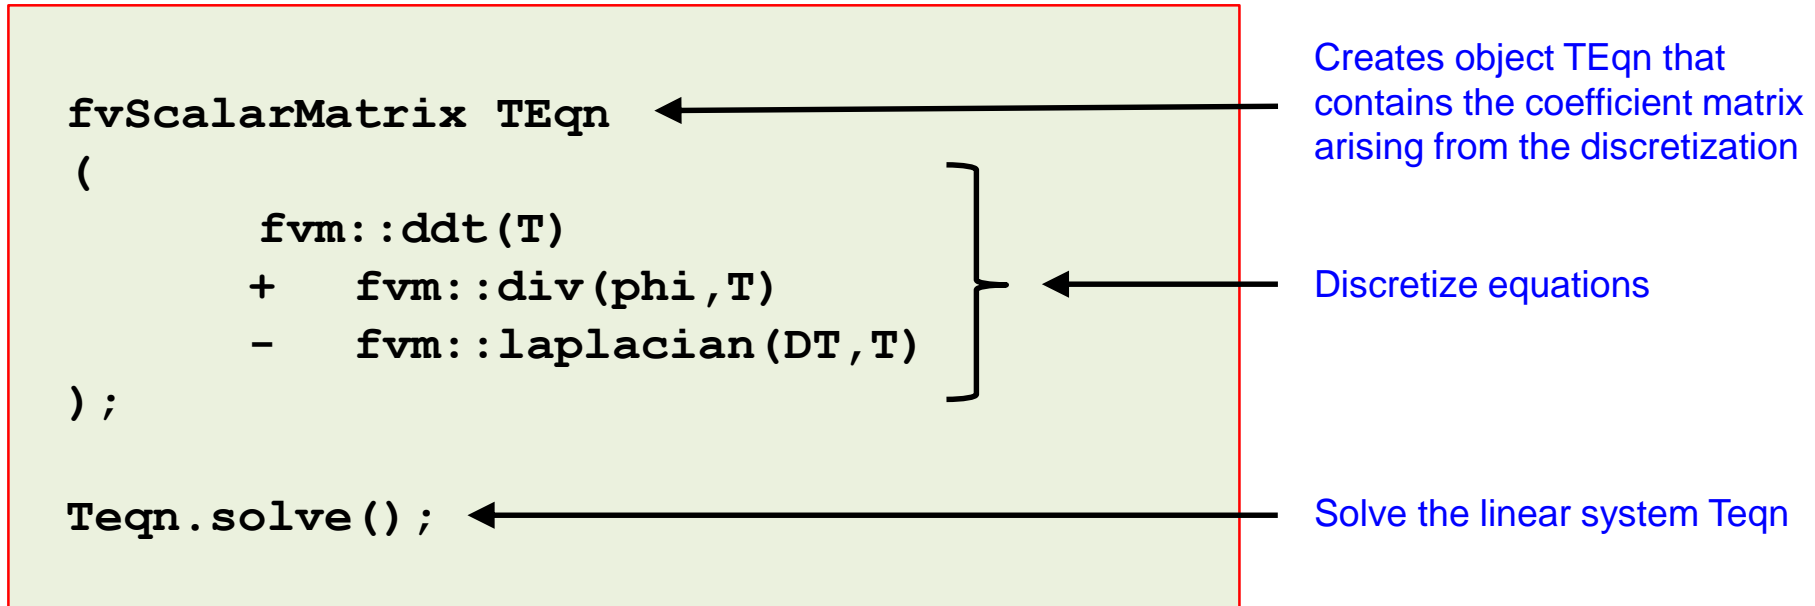 fvScalarMatrix TEqn
(
fvm::ddt(T)
+ fvm::div(phi,T)
- fvm::laplacian(DT,T)
);
Teqn.solve();
Creates object TEqn that
contains the coefficient matrix
arising from the discretization
Discretize equations
Solve the linear system Teqn